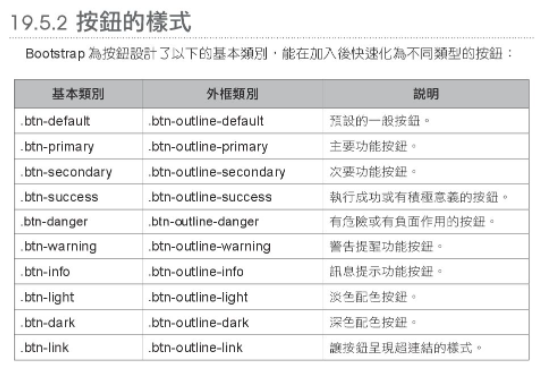 19.5.2 按鈕的樣式
Bootstrap 為按鈕設計了以下的基本類別，能在加入後快速化為不同類型的按鈕：
基本類別 外框類別 說明
.btn-default .btn-outline-default 預設的一般按鈕。
.btn-primary .btn-outline-primary 主要功能按鈕。
.btn-secondary .btn-outline-secondary 次要功能按鈕。
.btn-success .btn-outline-success 執行成功或有積極意義的按鈕。
.btn-danger .btn-outline-danger 有危險或有負面作用的按鈕。
.btn-warning .btn-outline-warning 警告提醒功能按鈕。
.btn-info .btn-outline-info 訊息提示功能按鈕。
.btn-light .btn-outline-light 淡色配色按鈕。
.btn-dark .btn-outline-dark 深色配色按鈕。
.btn-link .btn-outline-link 讓按鈕呈現超連結的樣式。